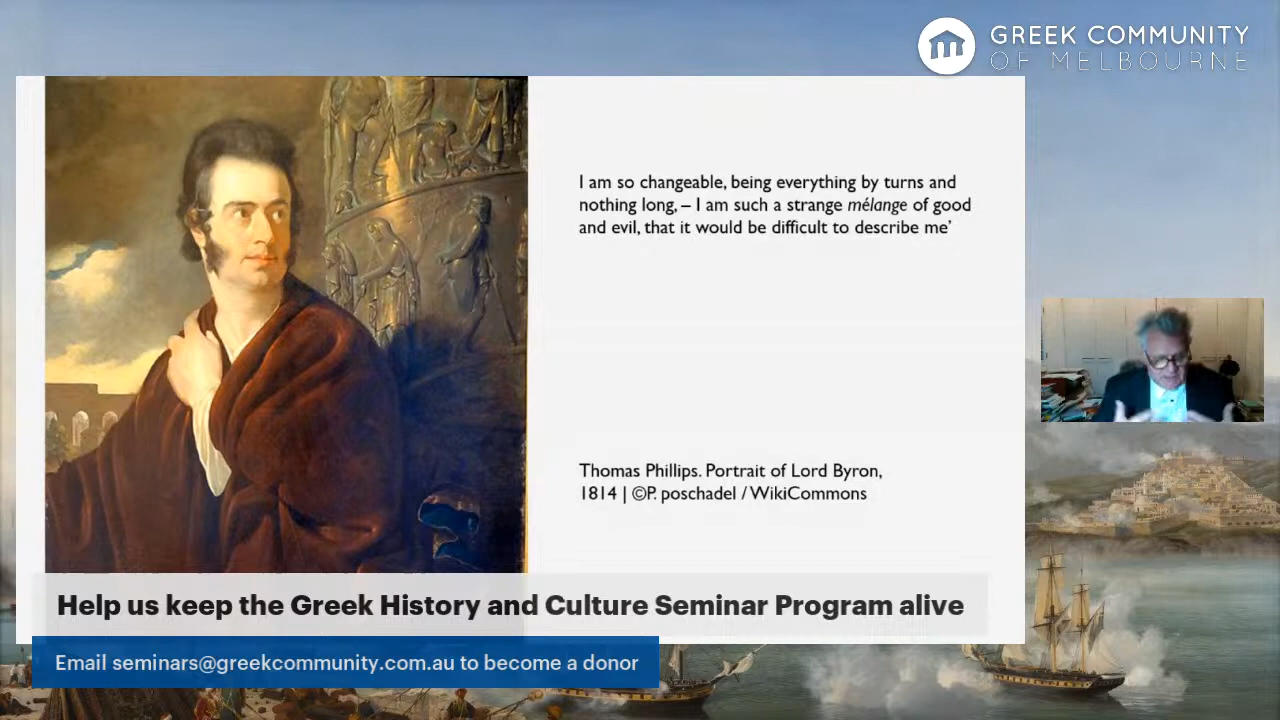 GREEK COMMUNITY
OF MELBOURNE
I am so changeable, being everything by turns and
nothing long, – I am such a strange mélange of good
and evil, that it would be difficult to describe me’
Thomas Phillips. Portrait of Lord Byron,
1814 | ©P. poschadel / WikiCommons
Help us keep the Greek History and Culture Seminar Program alive
Email seminars@greekcommunity.com.au to become a donor